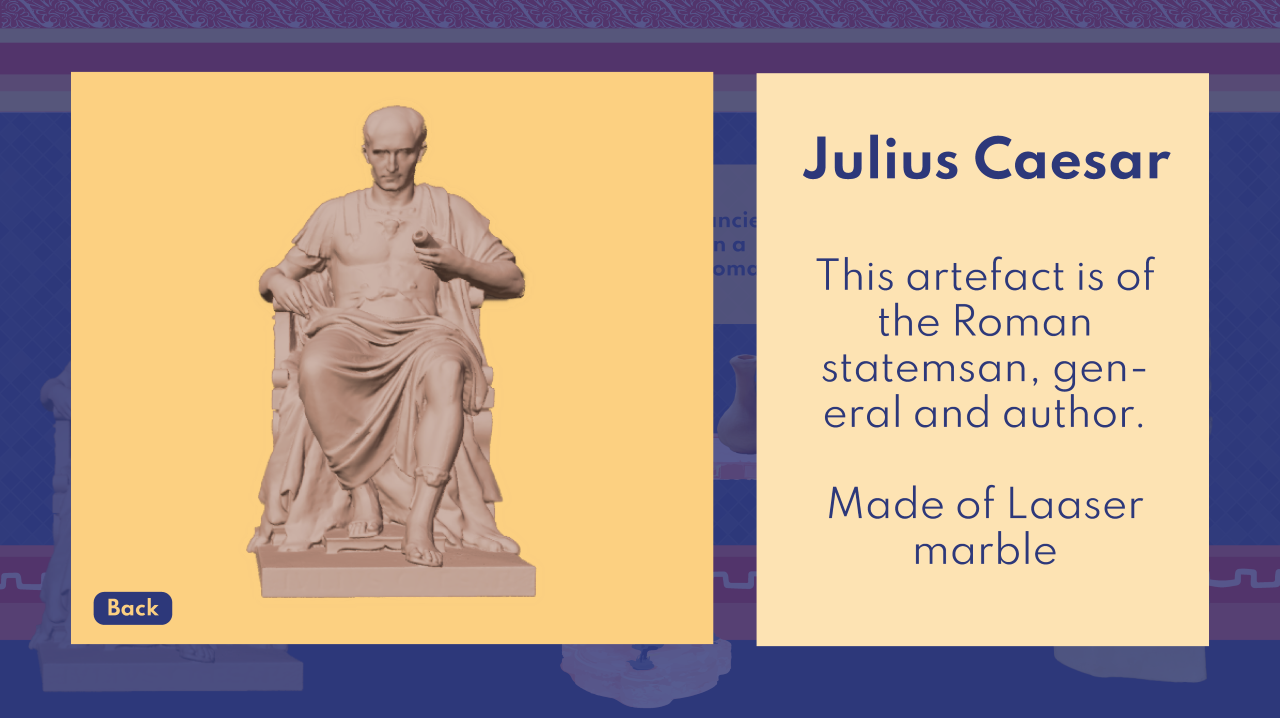 Julius Caesar
This artefact is of
the Roman
statemsan, gen-
eral and author.
Made of Laaser
marble
Back